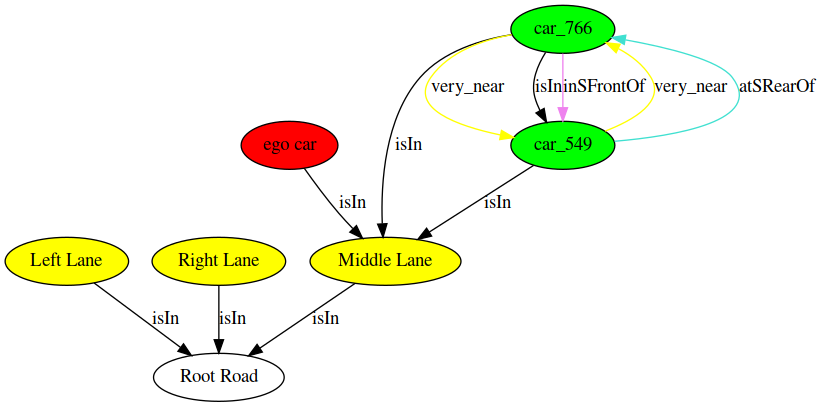 car_766
very_near
isIn
inSFrontOf
very_near
atSRearOf
isIn
ego car
car_549
isIn
isIn
Left Lane
Right Lane
Middle Lane
isIn
isIn
isIn
Root Road